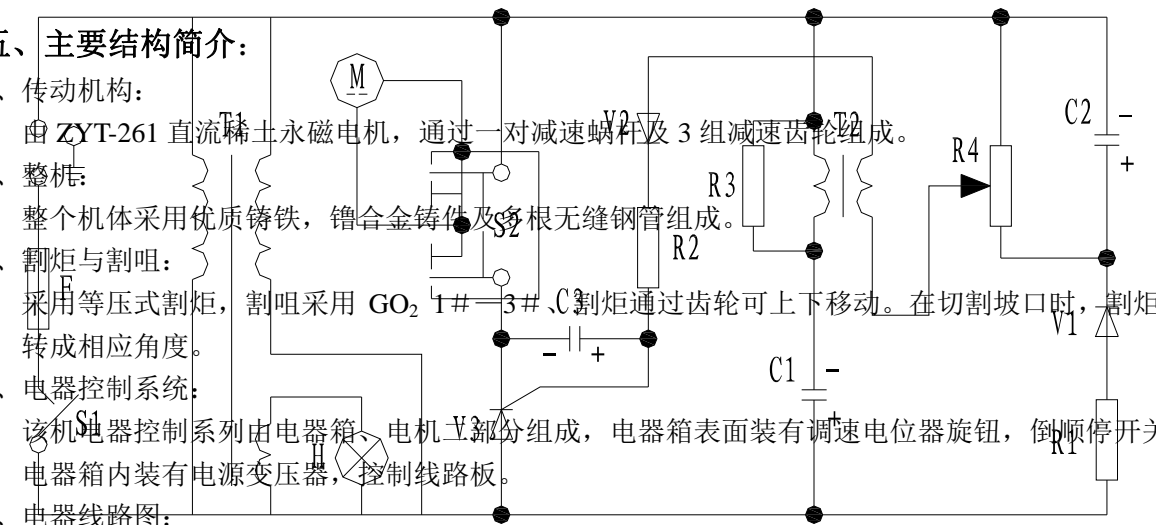 五、主要结构简介：
、传动机构：
由 ZYT-261 直流稀土永磁电机，通过一对减速蜗杆及 3 组减速齿轮组成。
、整机：
整个机体采用优质铸铁，镥合金铸件及多根无缝钢管组成。
、割炬与割咀：
采用等压式割炬，割咀采用 GO₂ 1#—3#、割炬通过齿轮可上下移动。在切割坡口时，割炬
转成相应角度。
、电器控制系统：
该机电器控制系列由电器箱、电机二部分组成，电器箱表面装有调速电位器旋钮，倒顺停开关
电器箱内装有电源变压器，控制线路板。
、电器线路图：
M
T1
V2
T2
C2
－
+
R4
R3
S2
R2
F
C3
－
+
V1
C1
－
+
S1
V3
H
R1